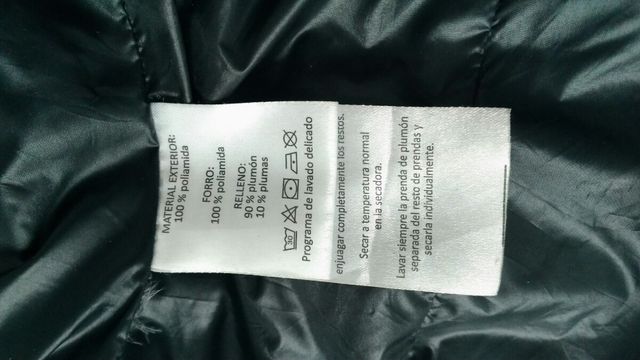 MATERIAL EXTERIOR:
100 % poliamida
FORRO:
100 % poliamida
RELLENO:
90 % plumón
10 % plumas
30
Programa de lavado delicado
enjuagar completamente los restos.
Secar a temperatura normal
en la secadora.
Lavar siempre la prenda de plumón
separada del resto de prendas y
secarla individualmente.